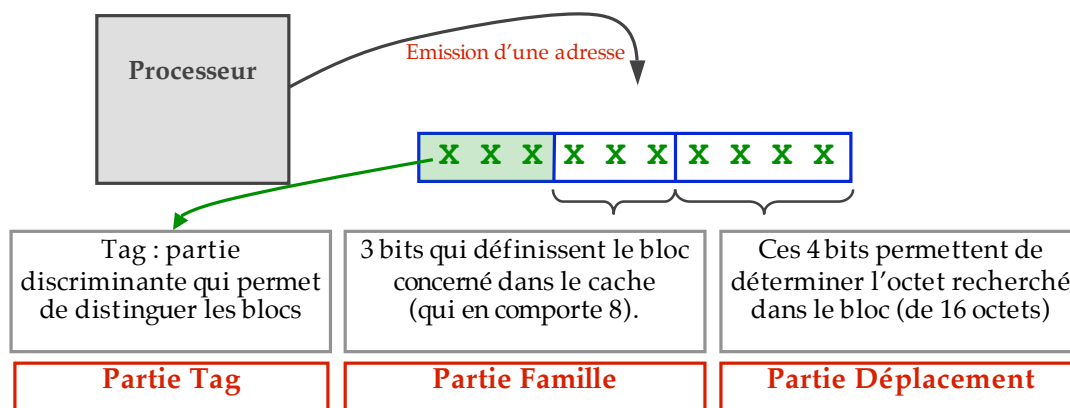 Processeur
Emission d’une adresse
X X X X X X X X X X
Tag : partie
discriminante qui permet
de distinguer les blocs
3 bits qui définissent le bloc
concerné dans le cache
(qui en comporte 8).
Ces 4 bits permettent de
déterminer l’octet recherché
dans le bloc (de 16 octets)
Partie Tag
Partie Famille
Partie Déplacement